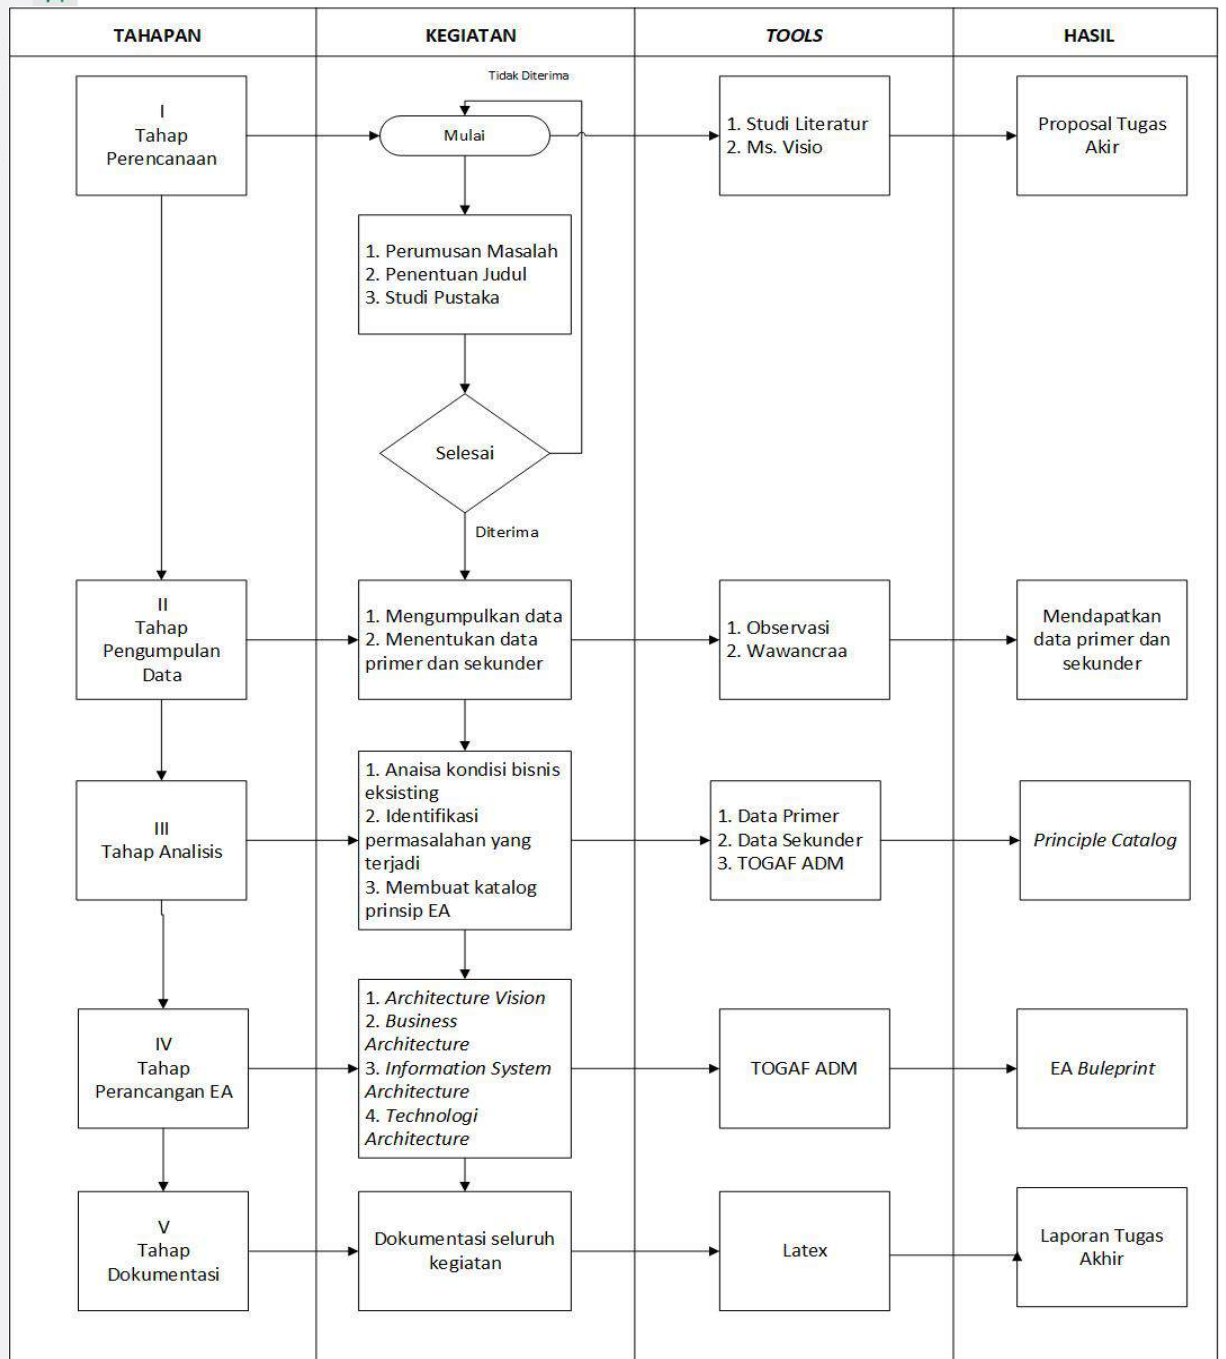 TAHAPAN
KEGIATAN
TOOLS
HASIL
Tidak Diterima
I
Tahap
Perencanaan
Mulai
1. Studi Literatur
2. Ms. Visio
Proposal Tugas
Akir
1. Perumusan Masalah
2. Penentuan Judul
3. Studi Pustaka
Selesai
Diterima
II
Tahap
Pengumpulan
Data
1. Mengumpulkan data
2. Menentukan data
primer dan sekunder
1. Observasi
2. Wawancraa
Mendapatkan
data primer dan
sekunder
III
Tahap Analisis
1. Anaisa kondisi bisnis
eksisting
2. Identifikasi
permasalahan yang
terjadi
3. Membuat katalog
prinsip EA
1. Data Primer
2. Data Sekunder
3. TOGAF ADM
Principle Catalog
IV
Tahap
Perancangan EA
1. Architecture Vision
2. Business
Architecture
3. Information System
Architecture
4. Technologi
Architecture
TOGAF ADM
EA Buleprint
V
Tahap
Dokumentasi
Dokumentasi seluruh
kegiatan
Latex
Laporan Tugas
Akhir